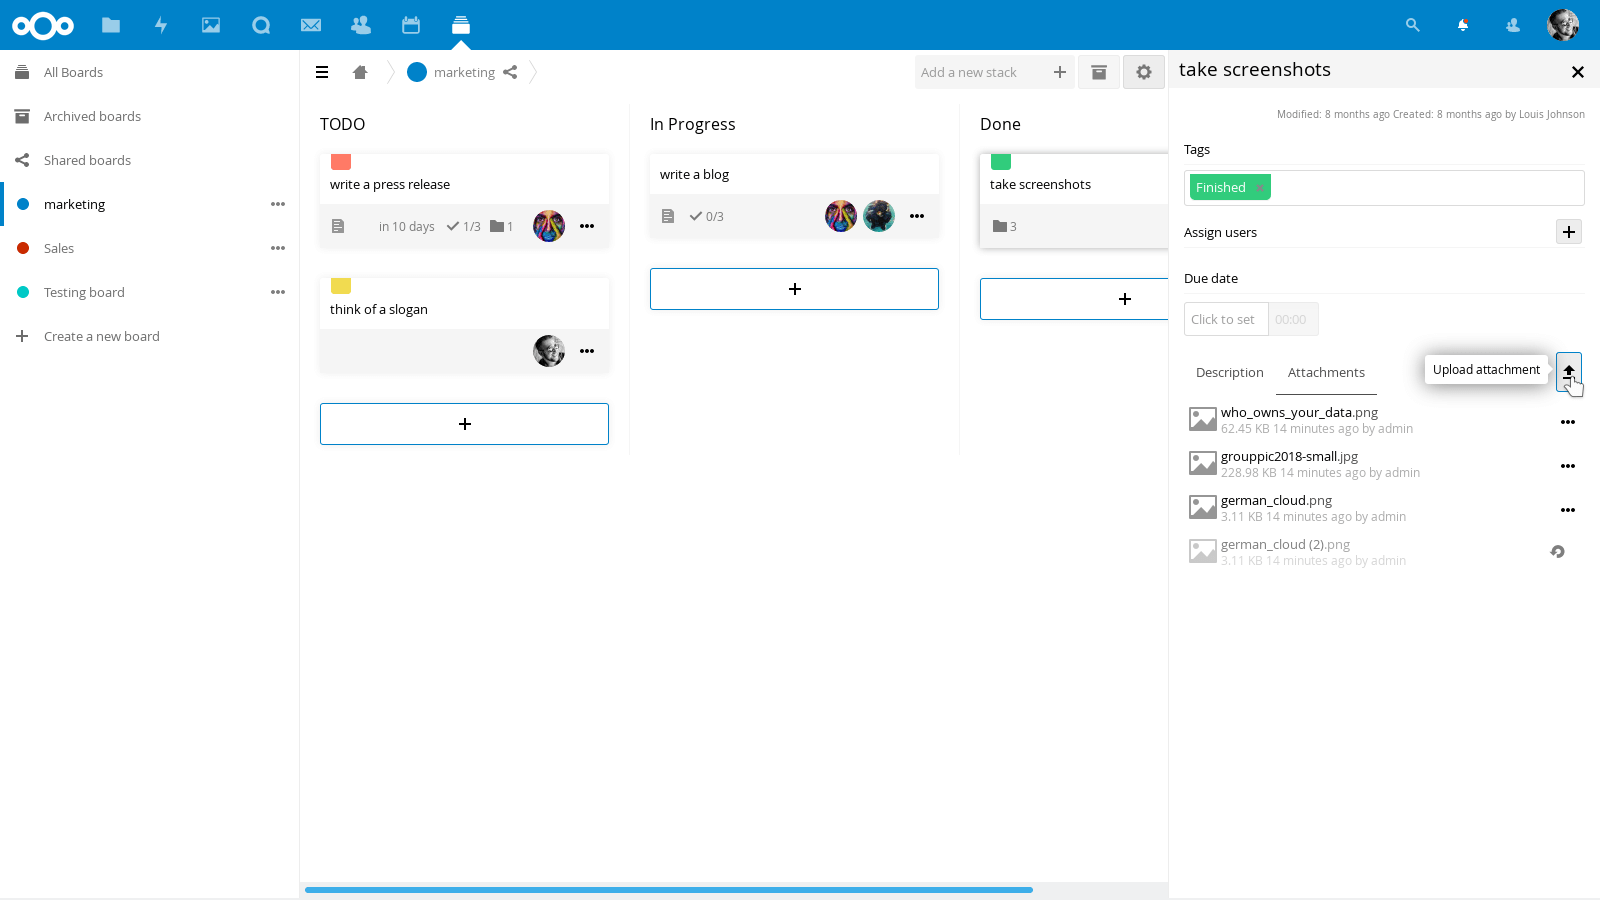 All Boards
Archived boards
Shared boards
marketing
Sales
Testing board
Create a new board
marketing
Add a new stack
TODO
write a press release
in 10 days 1/3 1
think of a slogan
In Progress
write a blog
0/3
Done
take screenshots
3
take screenshots
Modified: 8 months ago Created: 8 months ago by Louis Johnson
Tags
Finished
Assign users
Due date
Click to set 00:00
Description Attachments
Upload attachment
who_owns_your_data.png
62.45 KB 14 minutes ago by admin
grouppic2018-small.jpg
228.98 KB 14 minutes ago by admin
german_cloud.png
3.11 KB 14 minutes ago by admin
german_cloud (2).png
3.11 KB 14 minutes ago by admin